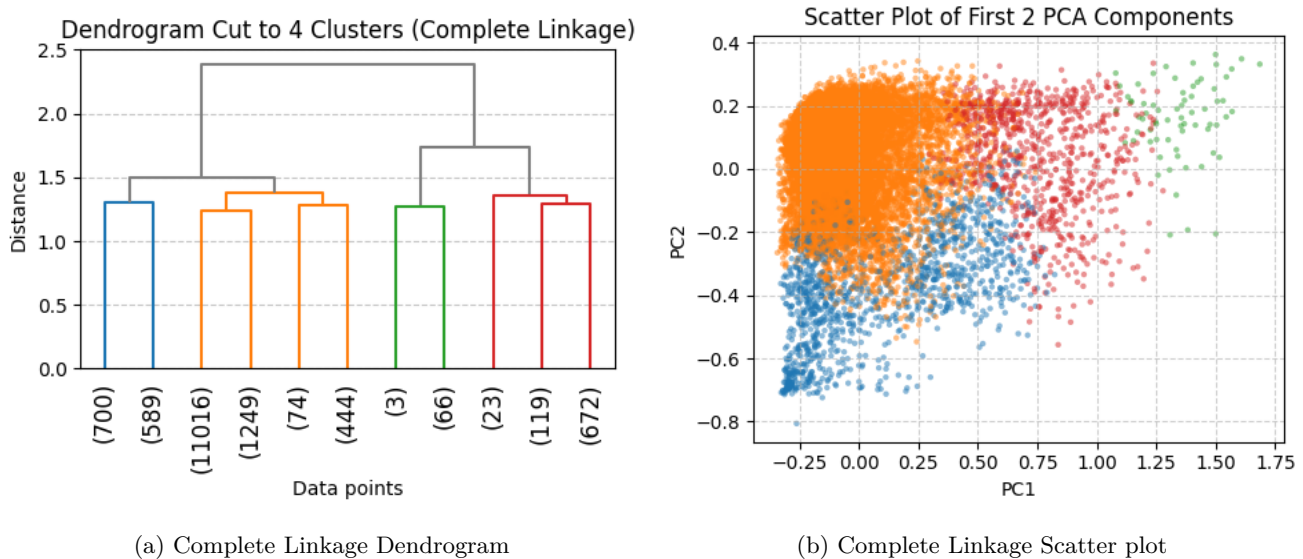 Dendrogram Cut to 4 Clusters (Complete Linkage)
2.5
2.0
1.5
1.0
0.5
0.0
Distance
(700)
(589)
(11016)
(1249)
(74)
(444)
(3)
(66)
(23)
(119)
(672)
Data points
(a) Complete Linkage Dendrogram
Scatter Plot of First 2 PCA Components
0.4
0.2
0.0
−0.2
−0.4
−0.6
−0.8
PC2
−0.25 0.00 0.25 0.50 0.75 1.00 1.25 1.50 1.75
PC1
(b) Complete Linkage Scatter plot